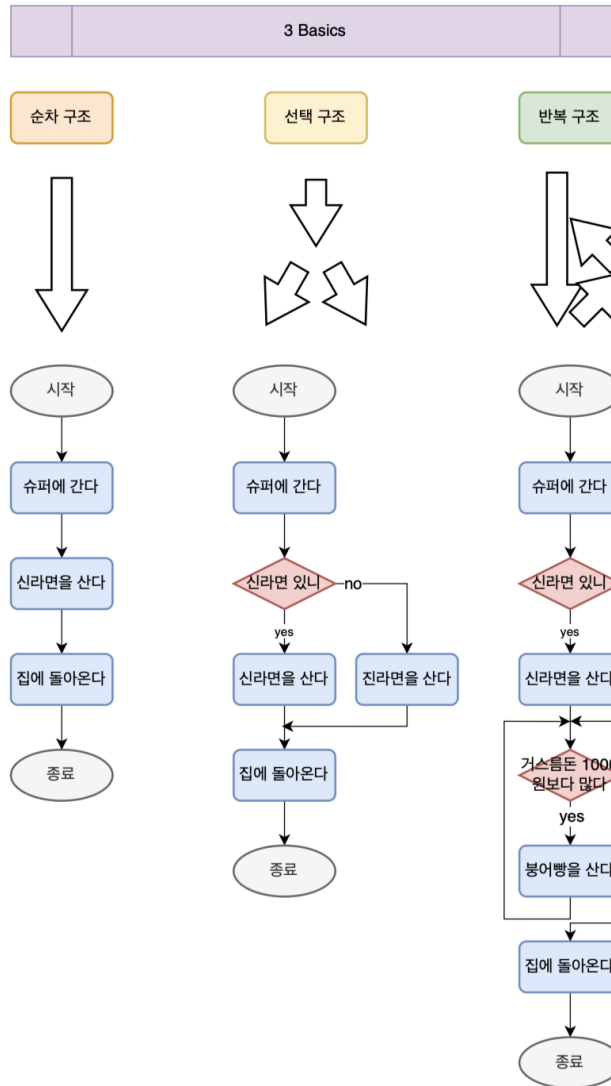 3 Basics
순차 구조
선택 구조
반복 구조
시작
슈퍼에 간다
신라면을 산다
집에 돌아온다
종료
시작
슈퍼에 간다
신라면 있니
no
yes
신라면을 산다
진라면을 산다
집에 돌아온다
종료
시작
슈퍼에 간다
신라면 있니
yes
신라면을 산다
거스름돈 1000
원보다 많다
yes
붕어빵을 산다
집에 돌아온다
종료